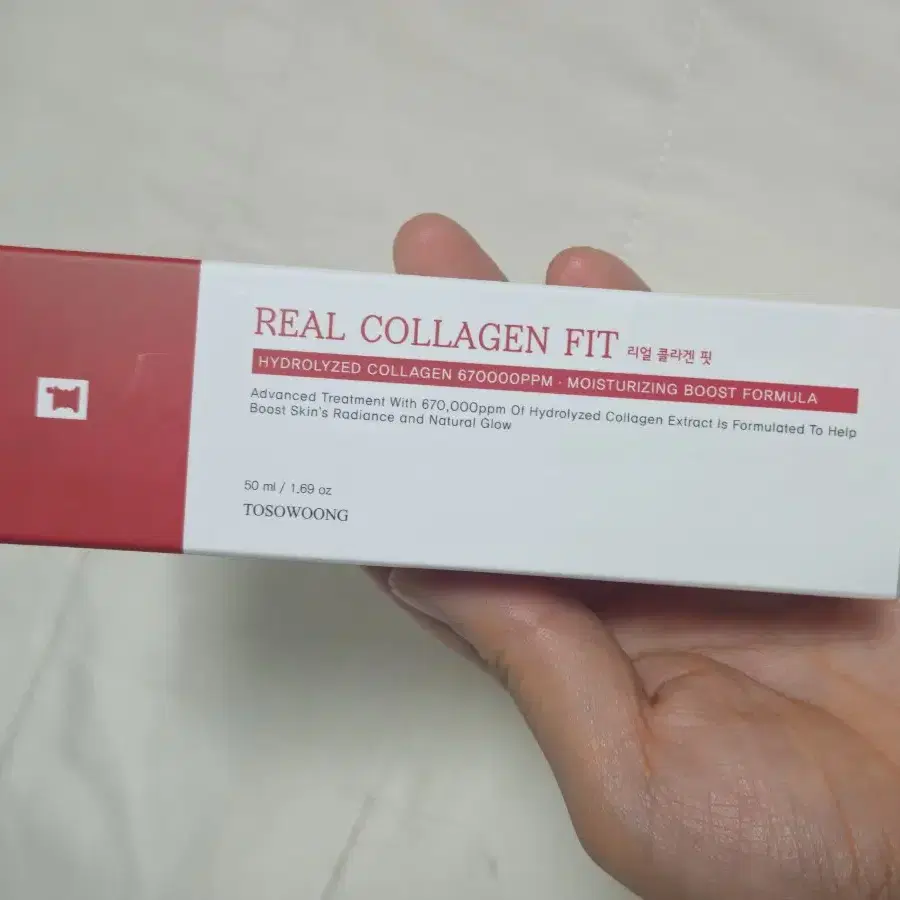 REAL COLLAGEN FIT 리얼 콜라겐 핏
HYDROLYZED COLLAGEN 670000PPM · MOISTURIZING BOOST FORMULA
Advanced Treatment With 670,000ppm Of Hydrolyzed Collagen Extract Is Formulated To Help
Boost Skin's Radiance and Natural Glow
50 ml / 1.69 oz
TOSOWOONG